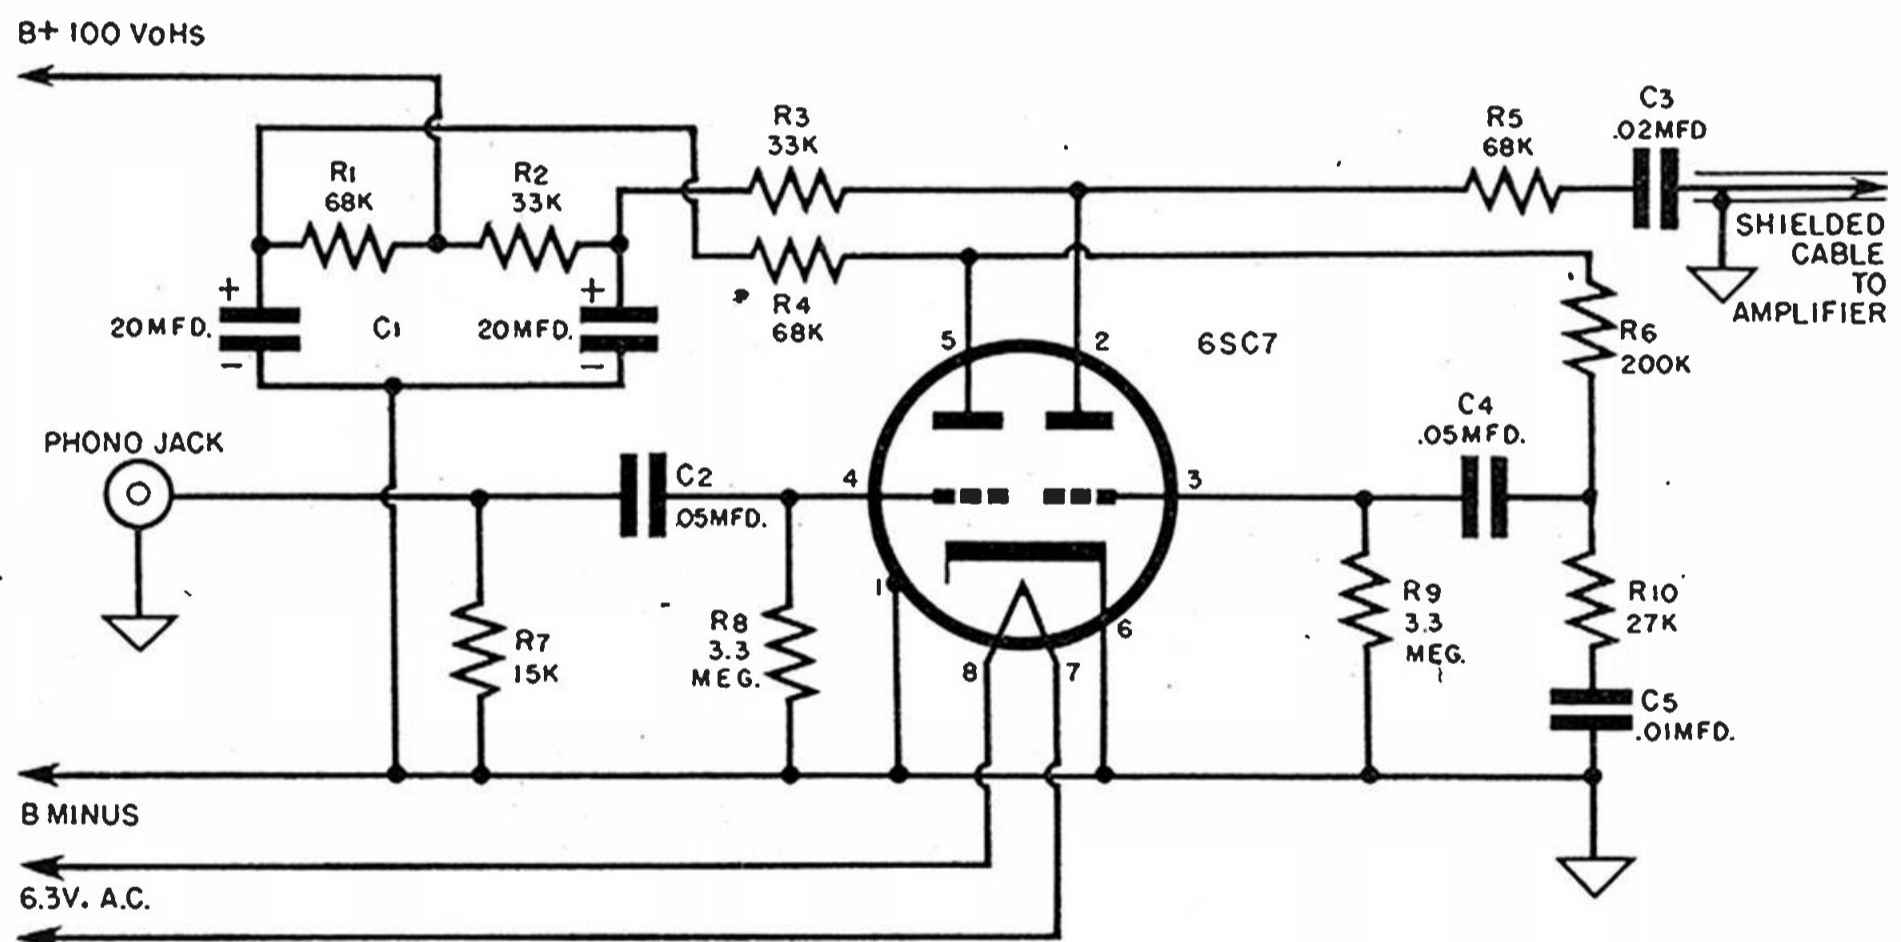 B+ 100 VOHS
R1
68K
R2
33K
R3
33K
R4
68K
R5
68K
C3
.02MFD
SHIELDED
CABLE
TO
AMPLIFIER
+
20MFD.
-
C1
+
20MFD.
-
5
2
6SC7
R6
200K
PHONO JACK
C2
.05MFD.
4
3
C4
.05MFD.
1
R7
15K
R8
3.3
MEG.
8
7
6
R9
3.3
MEG.
R10
27K
C5
.01MFD.
B MINUS
6.3V. A.C.